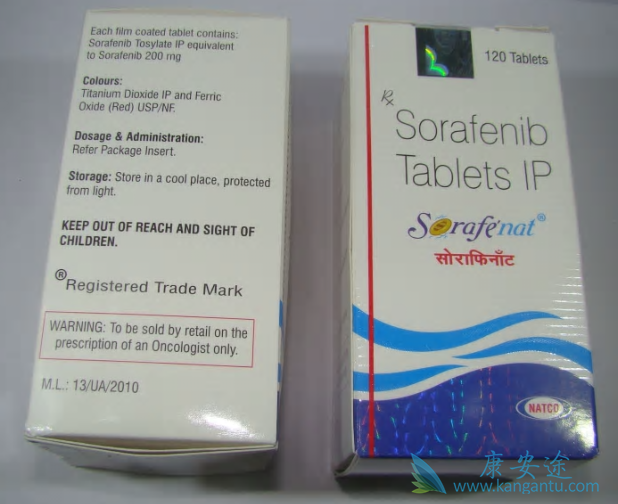 Each film coated tablet contains:
Sorafenib Tosylate IP equivalent
to Sorafenib 200 mg
Colours:
Titanium Dioxide IP and Ferric
Oxide (Red) USP/NF.
Dosage & Administration:
Refer Package Insert.
Storage: Store in a cool place, protected
from light.
KEEP OUT OF REACH AND SIGHT OF
CHILDREN.
®Registered Trade Mark
WARNING: To be sold by retail on the
prescription of an Oncologist only.
M.L.: 13/UA/2010
120 Tablets
Rx
Sorafenib
Tablets IP
Sorafenat®
सोराफिनॉट
NATCO
康安途
www.kangantu.com